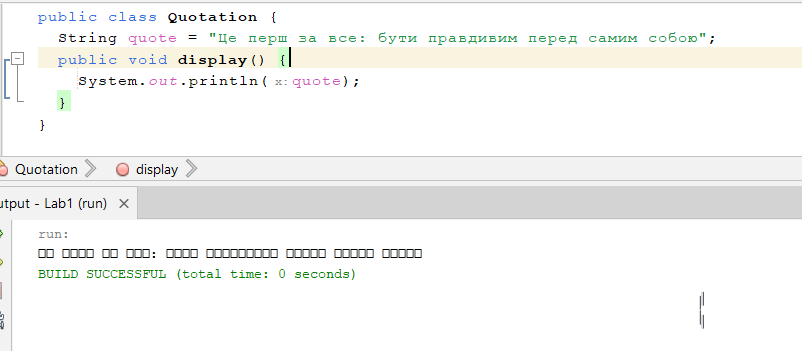 public class Quotation {
String quote = "Це перш за все: бути правдивим перед самим собою";
public void display() {
System.out.println( x: quote);
}
}
Quotation display
utput - Lab1 (run) ×
run:
□□ □□□□ □□ □□□: □□□□ □□□□□□□□□ □□□□□ □□□□□ □□□□□
BUILD SUCCESSFUL (total time: 0 seconds)